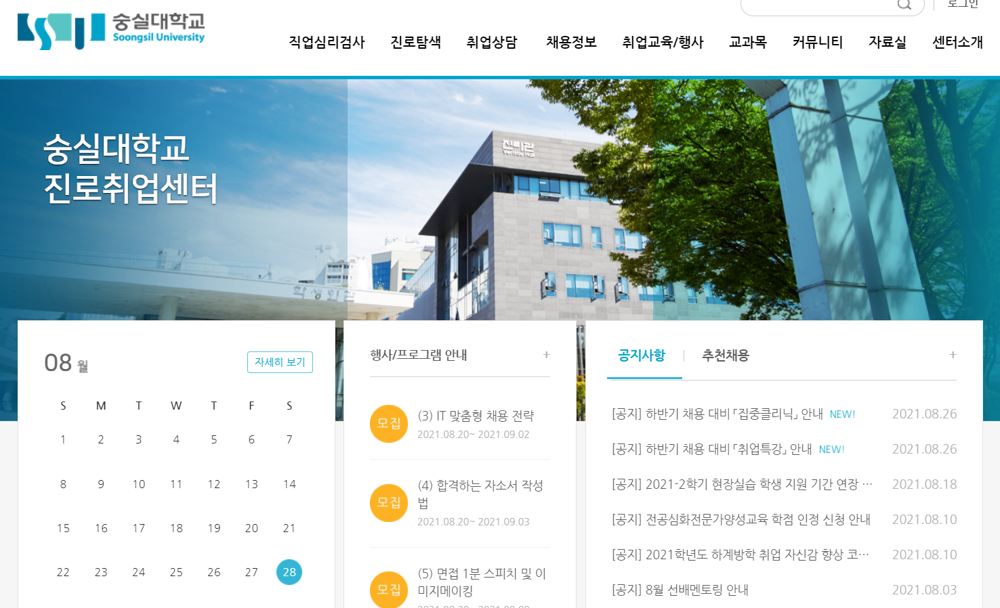 로그인
숭실대학교
Soongsil University
직업심리검사 진로탐색 취업상담 채용정보 취업교육/행사 교과목 커뮤니티 자료실 센터소개
진리관
숭실대학교
진로취업센터
학생회관
08 월 자세히 보기
S M T W T F S
1 2 3 4 5 6 7
8 9 10 11 12 13 14
15 16 17 18 19 20 21
22 23 24 25 26 27 28
행사/프로그램 안내 +
모집 (3) IT 맞춤형 채용 전략
2021.08.20~ 2021.09.02
모집 (4) 합격하는 자소서 작성
법
2021.08.20~ 2021.09.03
모집 (5) 면접 1분 스피치 및 이
미지메이킹
공지사항 | 추천채용 +
[공지] 하반기 채용 대비 「집중클리닉」 안내 NEW! 2021.08.26
[공지] 하반기 채용 대비 「취업특강」 안내 NEW! 2021.08.26
[공지] 2021-2학기 현장실습 학생 지원 기간 연장 … 2021.08.18
[공지] 전공심화전문가양성교육 학점 인정 신청 안내 2021.08.10
[공지] 2021학년도 하계방학 취업 자신감 향상 코… 2021.08.10
[공지] 8월 선배멘토링 안내 2021.08.03